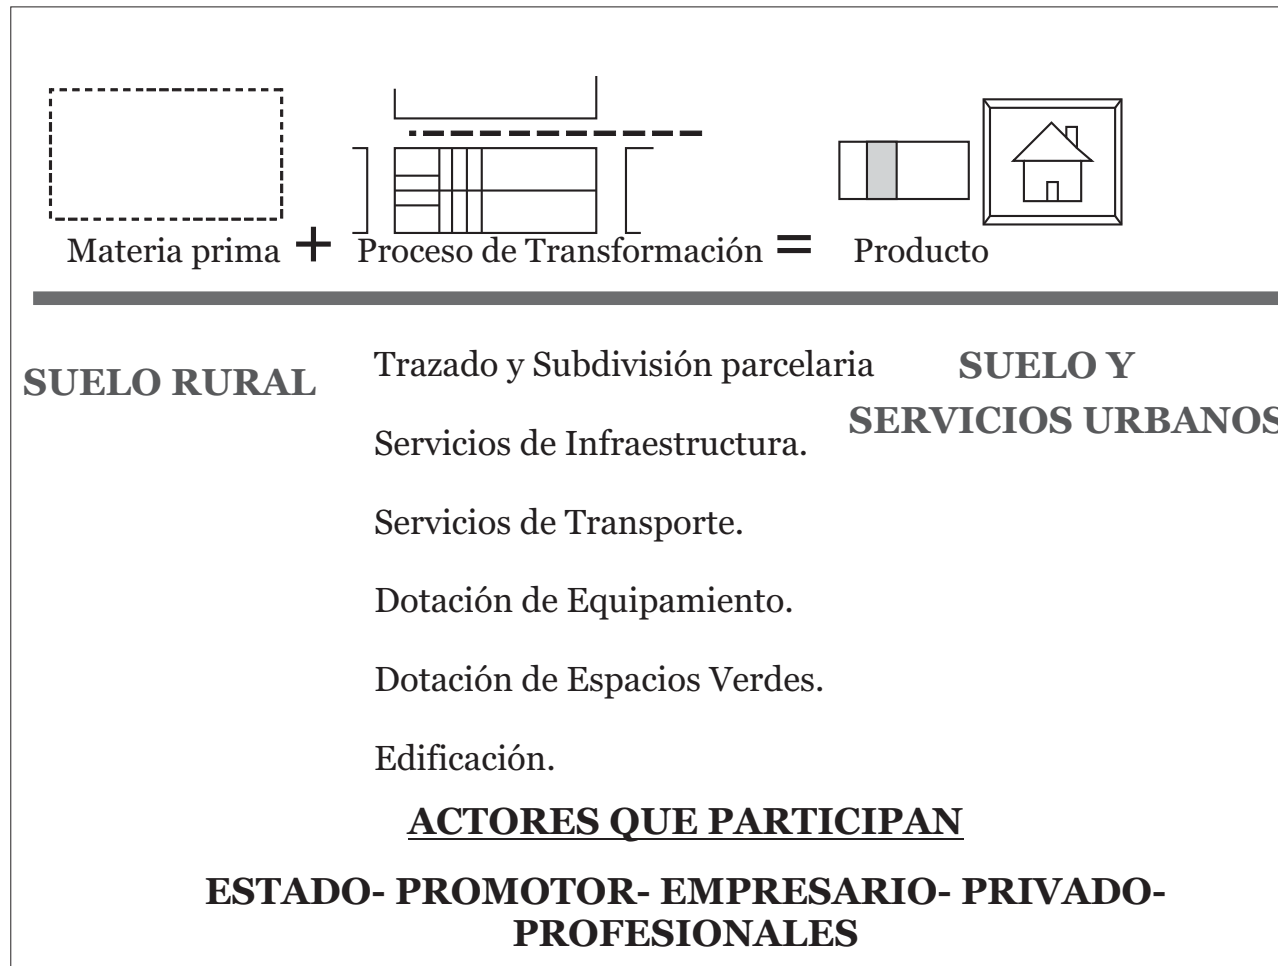 Materia prima + Proceso de Transformación = Producto
SUELO RURAL
Trazado y Subdivisión parcelaria
Servicios de Infraestructura.
Servicios de Transporte.
Dotación de Equipamiento.
Dotación de Espacios Verdes.
Edificación.
SUELO Y
SERVICIOS URBANOS
ACTORES QUE PARTICIPAN
ESTADO- PROMOTOR- EMPRESARIO- PRIVADO-
PROFESIONALES